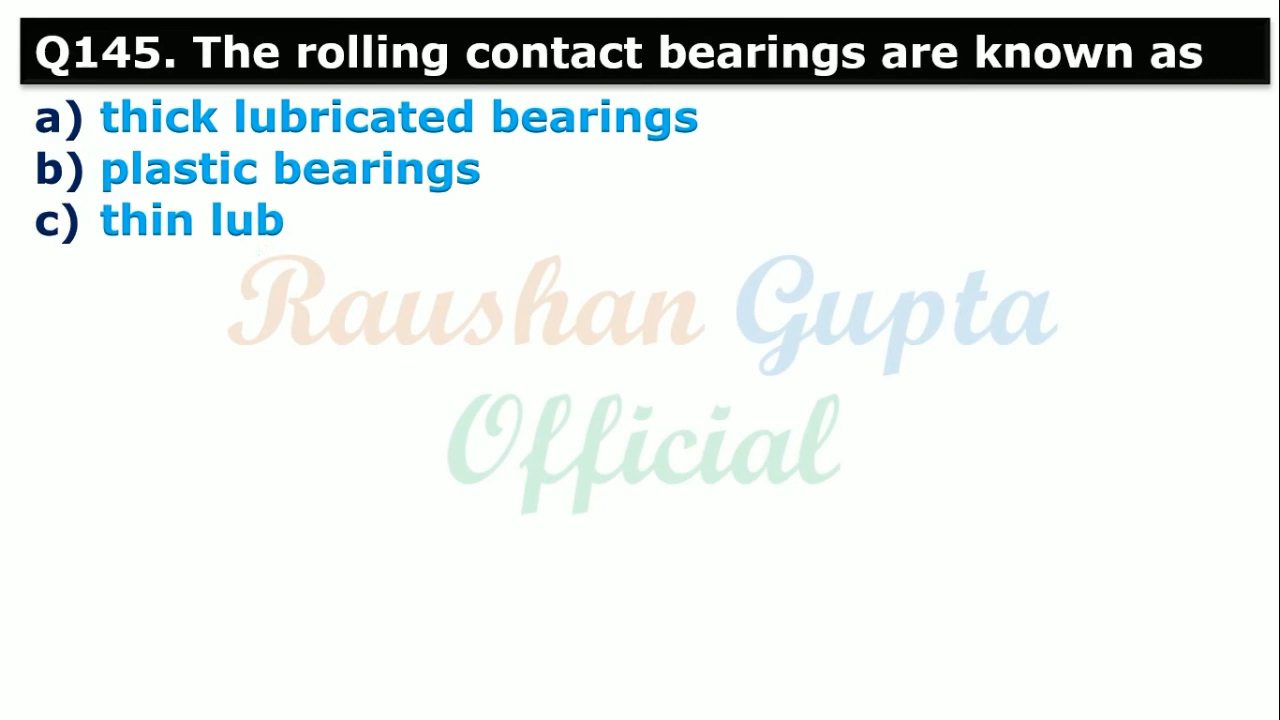 Q145. The rolling contact bearings are known as
a) thick lubricated bearings
b) plastic bearings
c) thin lub
Raushan Gupta
Official